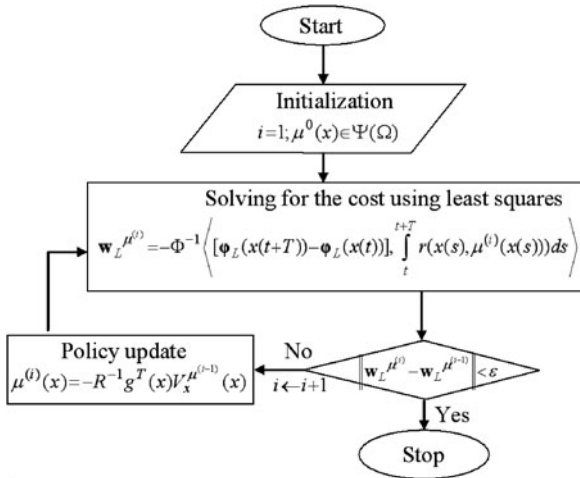 Start
Initialization
i=1; μ⁰(x)∈Ψ(Ω)
Solving for the cost using least squares
w_L^{μ^{(i)}} = −Φ^{−1} ⟨[φ_L(x(t+T))−φ_L(x(t))], ∫_t^{t+T} r(x(s), μ^{(i)}(x(s)))ds⟩
Policy update
μ^{(i)}(x)=−R^{−1}g^T(x)V_x^{μ^{(i−1)}}(x)
No
i←i+1
‖w_L^{μ^{(i)}} − w_L^{μ^{(i−1)}}‖ < ε
Yes
Stop